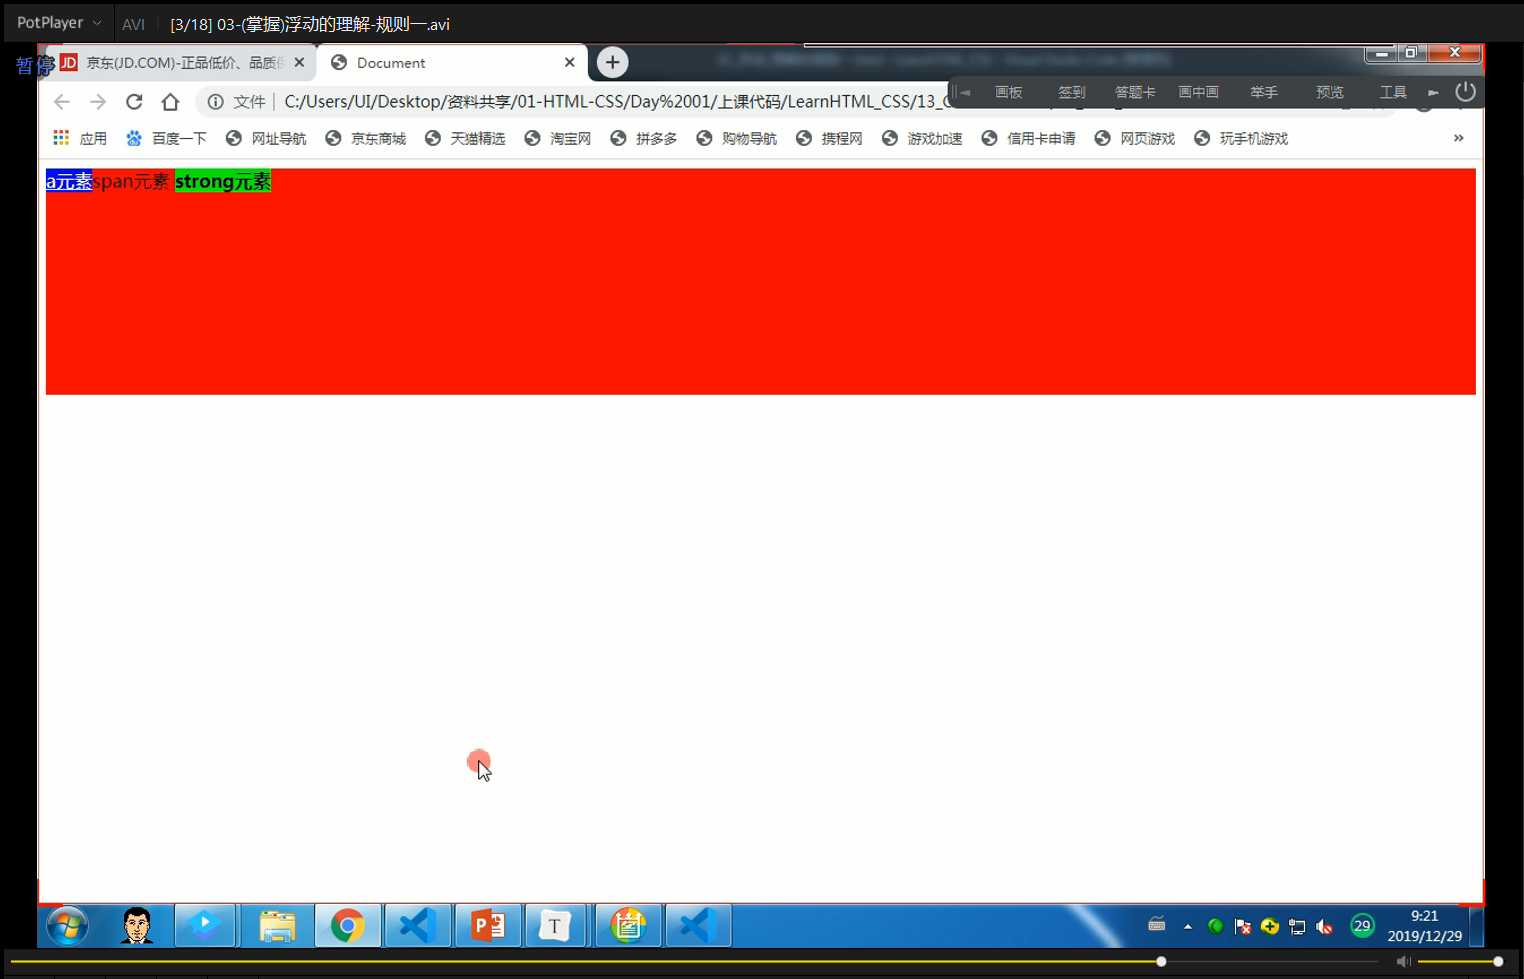 PotPlayer AVI [3/18] 03-(掌握)浮动的理解-规则一.avi
暂停
JD 京东(JD.COM)-正品低价、品质
Document
文件 C:/Users/UI/Desktop/资料共享/01-HTML-CSS/Day%2001/上课代码/LearnHTML_CSS/13_
画板 签到 答题卡 画中画 举手 预览 工具
应用 百度一下 网址导航 京东商城 天猫精选 淘宝网 拼多多 购物导航 携程网 游戏加速 信用卡申请 网页游戏 玩手机游戏 »
a元素span元素 strong元素
P T 图 29
9:21
2019/12/29